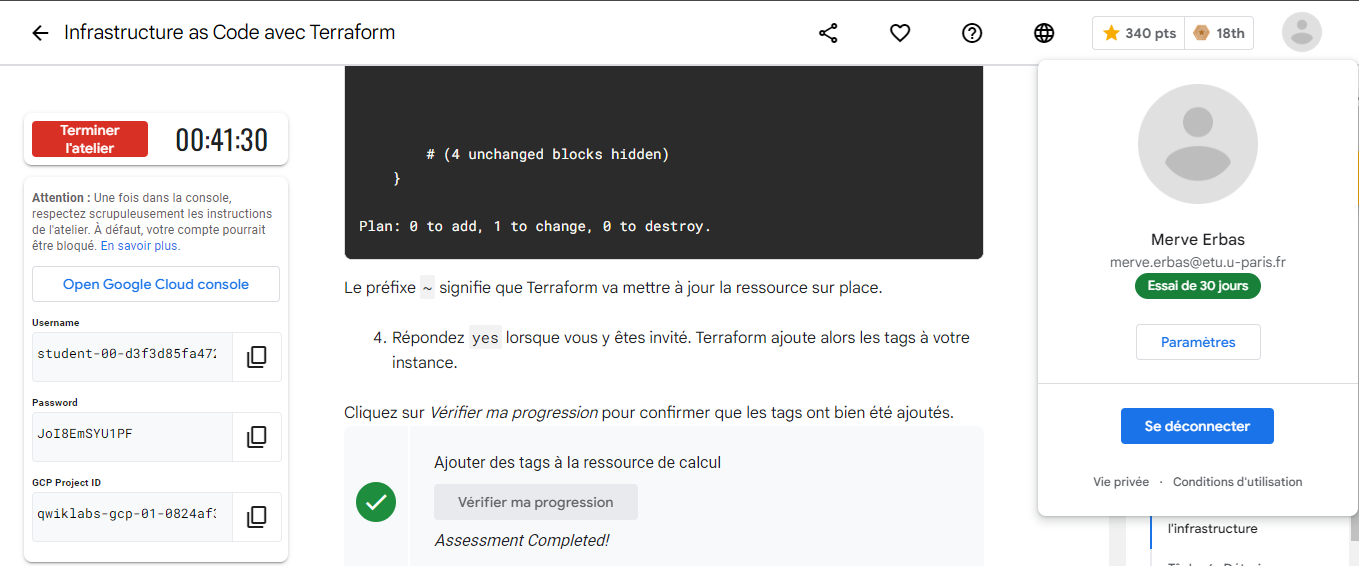 Infrastructure as Code avec Terraform
340 pts
18th
Terminer
l'atelier
00:41:30
Attention : Une fois dans la console,
respectez scrupuleusement les instructions
de l'atelier. À défaut, votre compte pourrait
être bloqué. En savoir plus.
Open Google Cloud console
Username
student-00-d3f3d85fa472
Password
JoI8EmSYU1PF
GCP Project ID
qwiklabs-gcp-01-0824af3
# (4 unchanged blocks hidden)
}
Plan: 0 to add, 1 to change, 0 to destroy.
Le préfixe ~ signifie que Terraform va mettre à jour la ressource sur place.
4. Répondez yes lorsque vous y êtes invité. Terraform ajoute alors les tags à votre
instance.
Cliquez sur Vérifier ma progression pour confirmer que les tags ont bien été ajoutés.
Ajouter des tags à la ressource de calcul
Vérifier ma progression
Assessment Completed!
Merve Erbas
merve.erbas@etu.u-paris.fr
Essai de 30 jours
Paramètres
Se déconnecter
Vie privée · Conditions d'utilisation
l'infrastructure